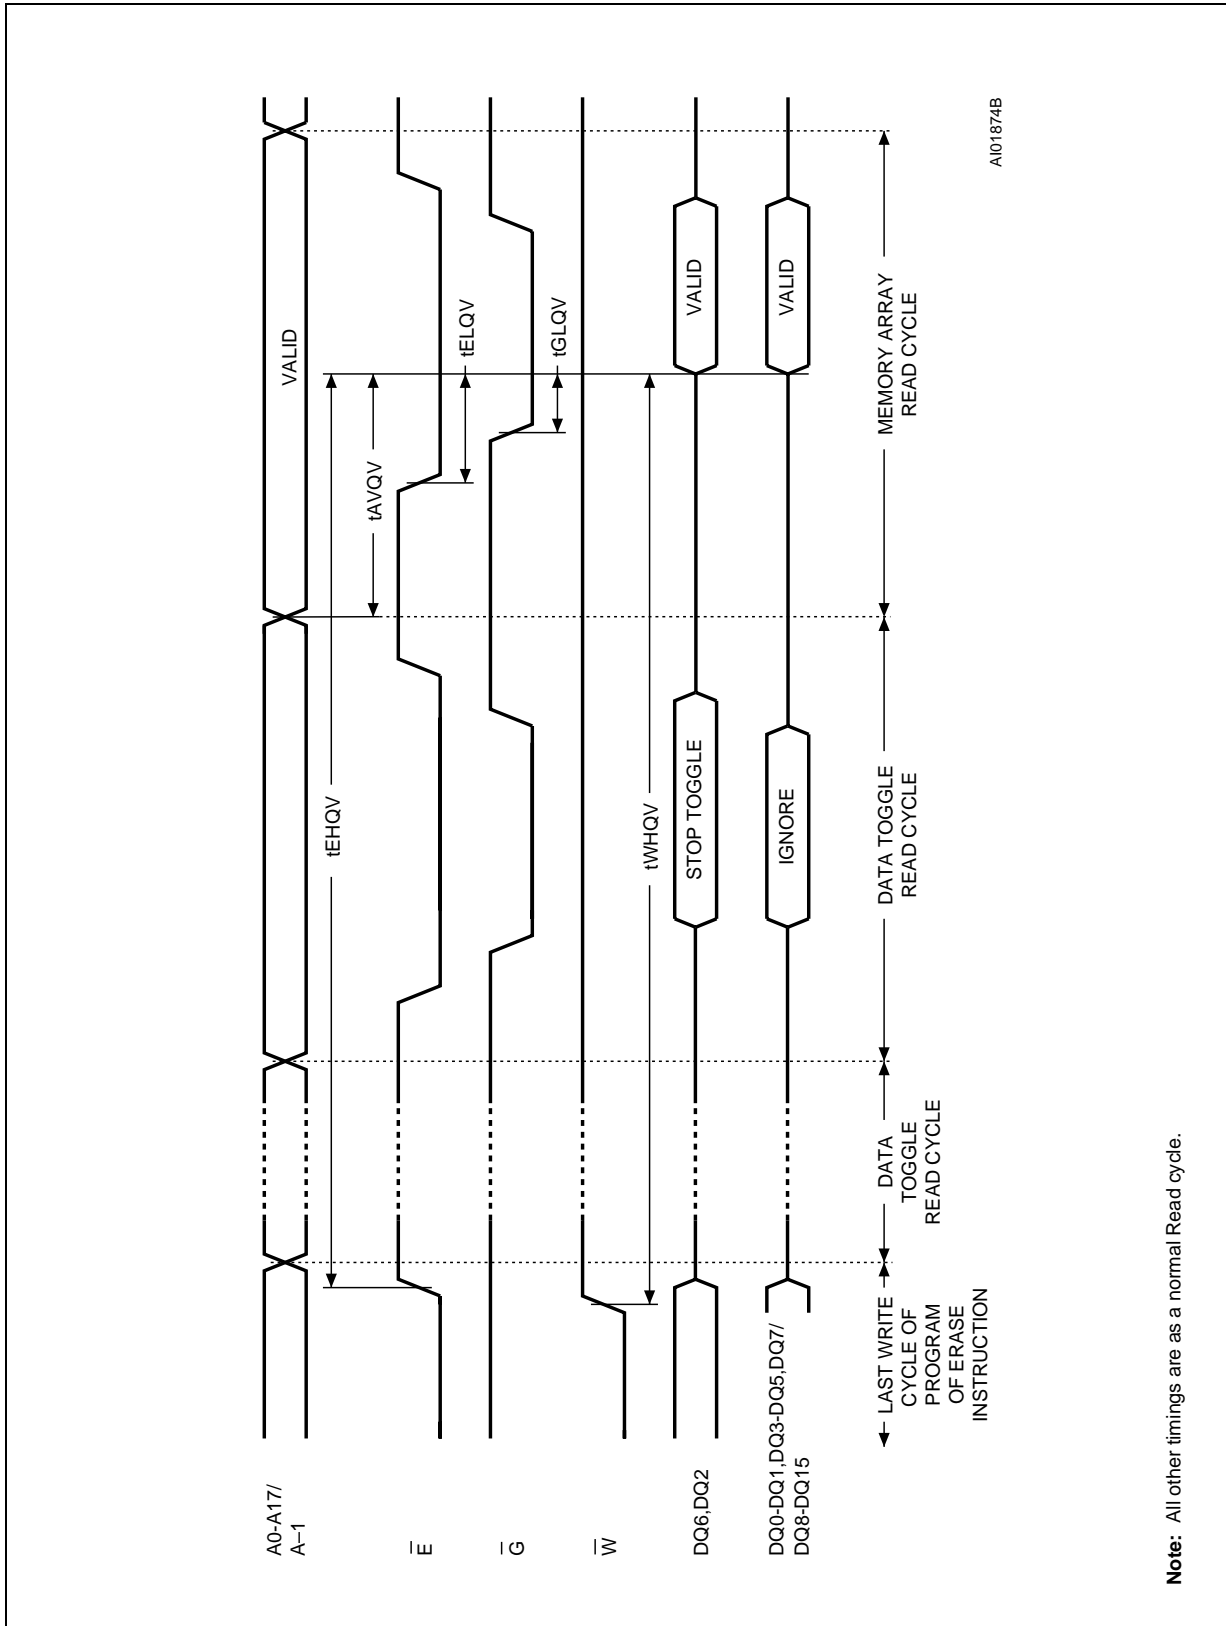 A0-A17/
A–1
VALID
tEHQV
tAVQV
E
tELQV
G
tGLQV
W
tWHQV
DQ6,DQ2
STOP TOGGLE
VALID
DQ0-DQ1,DQ3-DQ5,DQ7/
DQ8-DQ15
IGNORE
VALID
LAST WRITE
CYCLE OF
PROGRAM
OF ERASE
INSTRUCTION
DATA
TOGGLE
READ CYCLE
DATA TOGGLE
READ CYCLE
MEMORY ARRAY
READ CYCLE
AI01874B
Note: All other timings are as a normal Read cycle.